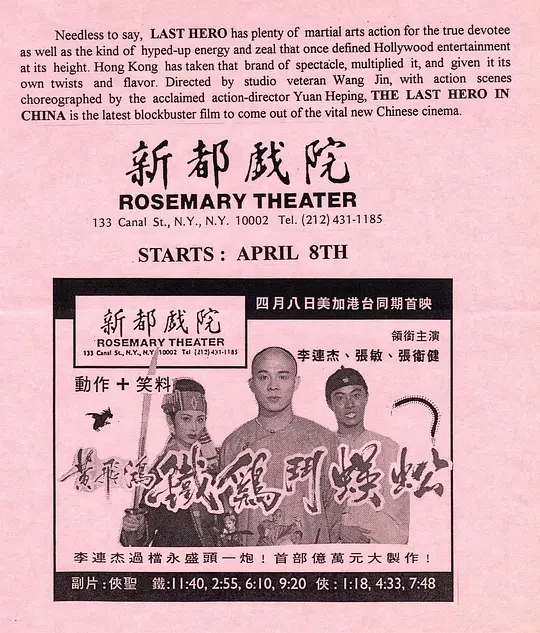 Needless to say, LAST HERO has plenty of martial arts action for the true devotee
as well as the kind of hyped-up energy and zeal that once defined Hollywood entertainment
at its height. Hong Kong has taken that brand of spectacle, multiplied it, and given it its
own twists and flavor. Directed by studio veteran Wang Jin, with action scenes
choreographed by the acclaimed action-director Yuan Heping, THE LAST HERO IN
CHINA is the latest blockbuster film to come out of the vital new Chinese cinema.
新都戲院
ROSEMARY THEATER
133 Canal St., N.Y., N.Y. 10002 Tel. (212) 431-1185
STARTS : APRIL 8TH
四月八日美加港台同期首映
新都戲院
ROSEMARY THEATER
133 Canal St., N.Y., N.Y. 10002 Tel (212) 431-1185
領銜主演
李連杰、張敏、張衛健
動作+笑料
黃飛鴻鐵鷄鬥蜈蚣
李連杰過檔永盛頭一炮!首部億萬元大製作!
副片:俠聖 鐵:11:40, 2:55, 6:10, 9:20 俠:1:18, 4:33, 7:48